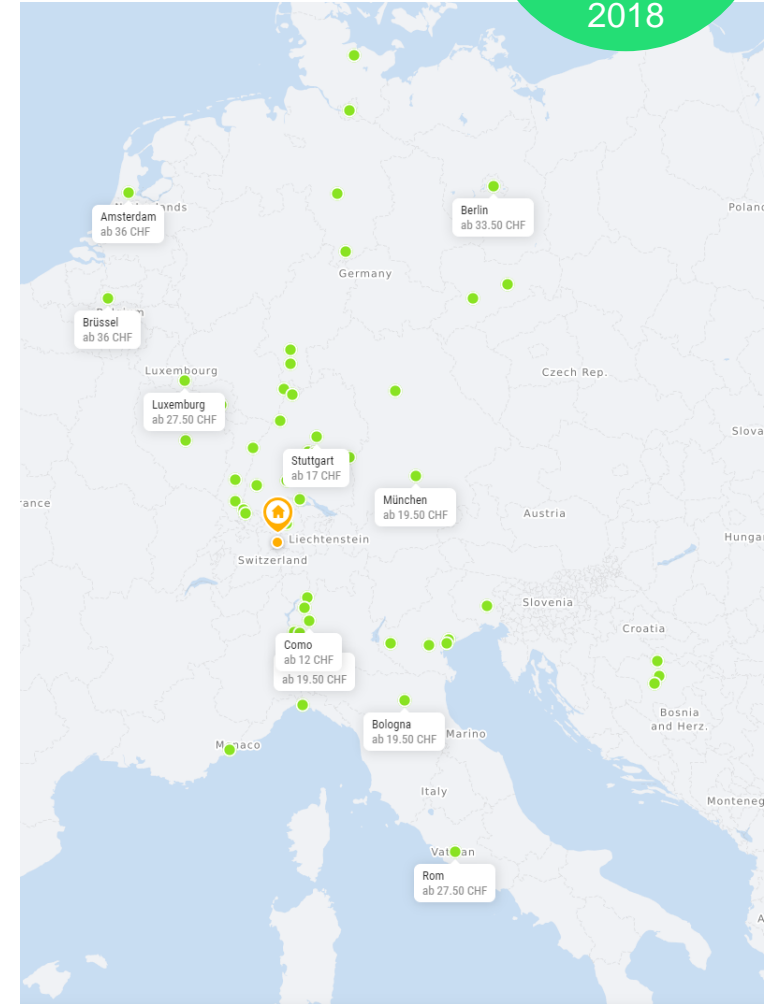 2018
Amsterdam
ab 36 CHF
Berlin
ab 33.50 CHF
Poland
Germany
Brüssel
ab 36 CHF
Luxembourg
Czech Rep.
Luxemburg
ab 27.50 CHF
Slova
Stuttgart
ab 17 CHF
München
ab 19.50 CHF
rance
Austria
Liechtenstein
Hungar
Switzerland
Slovenia
Croatia
Como
ab 12 CHF
ab 19.50 CHF
Bosnia
and Herz.
Bologna
ab 19.50 CHF
Marino
Monaco
Italy
Monteneg
Vatican
Rom
ab 27.50 CHF